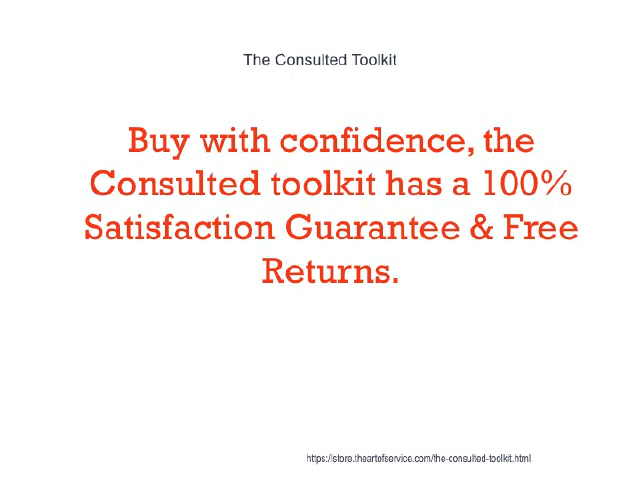 The Consulted Toolkit
Buy with confidence, the
Consulted toolkit has a 100%
Satisfaction Guarantee & Free
Returns.
https://store.theartofservice.com/the-consulted-toolkit.html